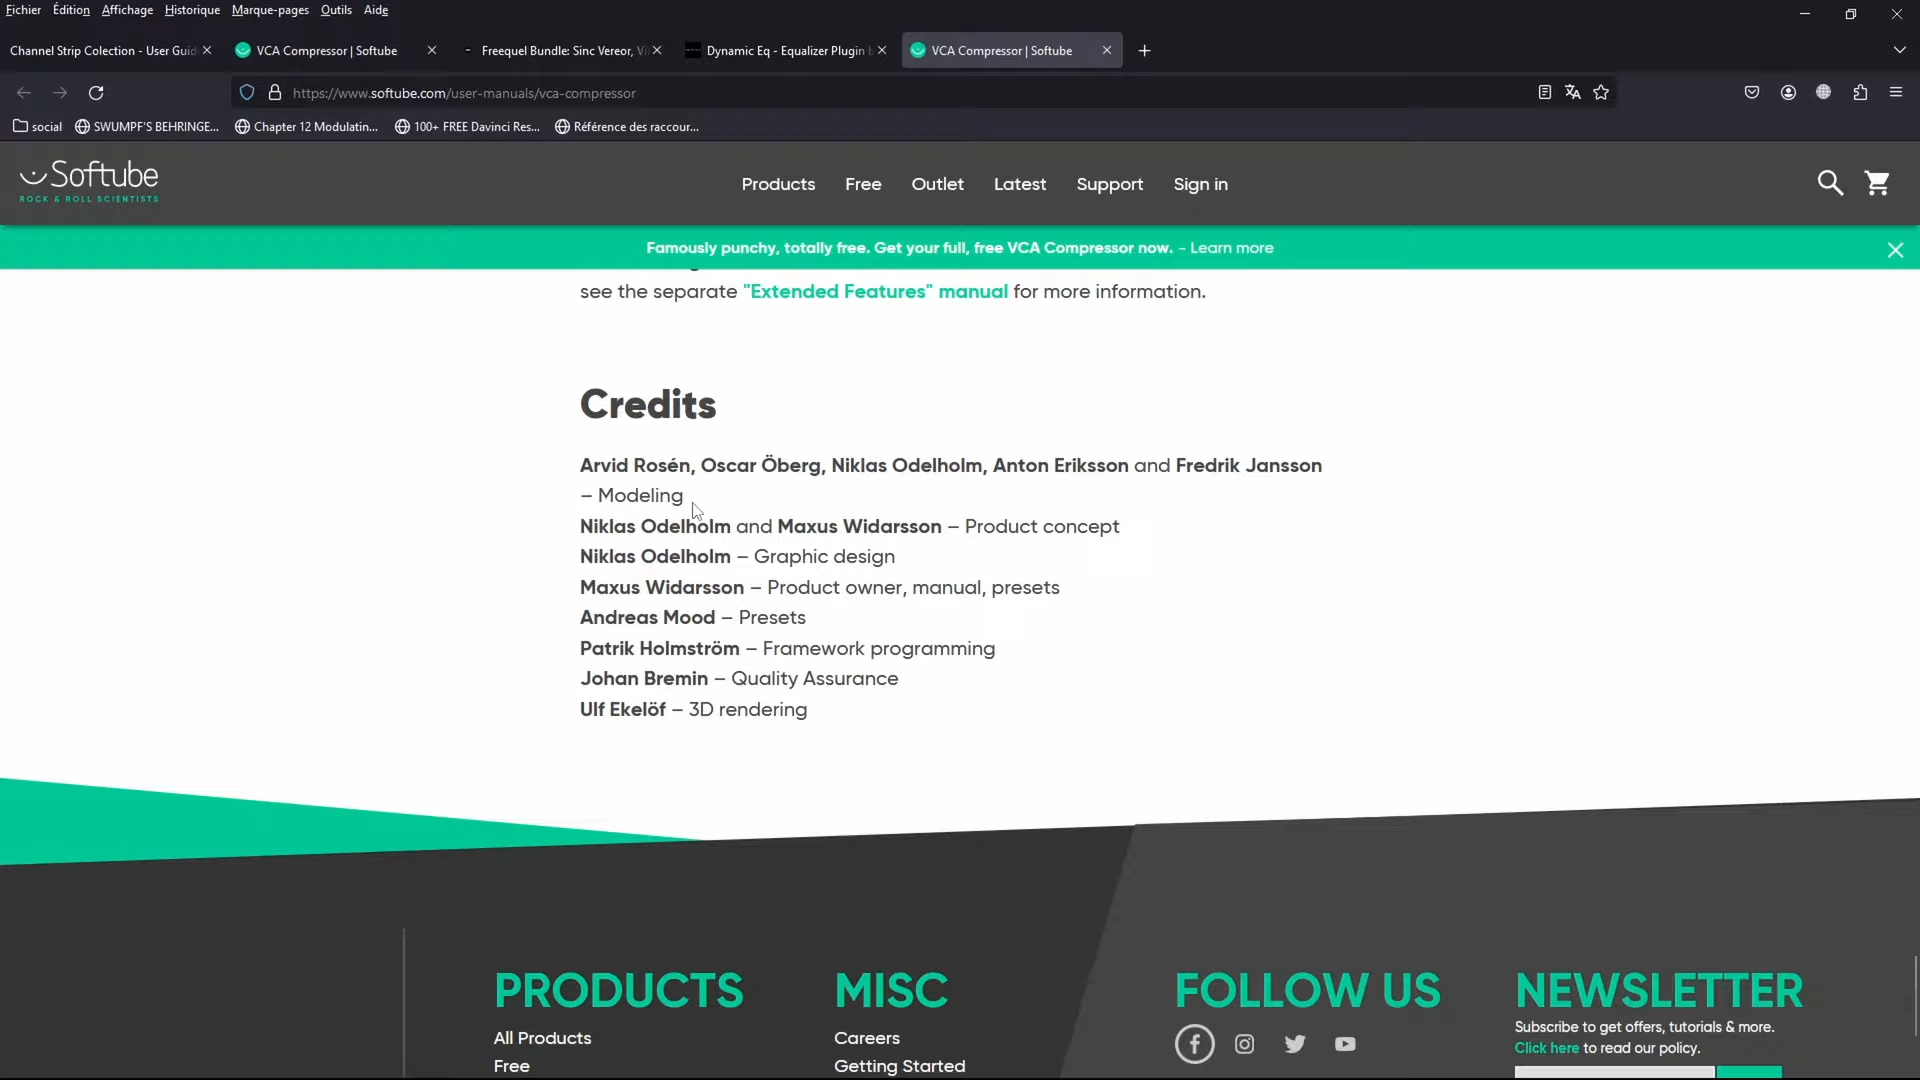 Fichier Édition Affichage Historique Marque-pages Outils Aide
Channel Strip Colection - User Guid
VCA Compressor | Softube
Freequel Bundle: Sinc Vereor, Vi
Dynamic Eq - Equalizer Plugin b
VCA Compressor | Softube
https://www.softube.com/user-manuals/vca-compressor
social
SWUMPF'S BEHRINGE...
Chapter 12 Modulatin...
100+ FREE Davinci Res...
Référence des raccour...
Softube
ROCK & ROLL SCIENTISTS
Products Free Outlet Latest Support Sign in
Famously punchy, totally free. Get your full, free VCA Compressor now. - Learn more
see the separate "Extended Features" manual for more information.
Credits
Arvid Rosén, Oscar Öberg, Niklas Odelholm, Anton Eriksson and Fredrik Jansson
– Modeling
Niklas Odelholm and Maxus Widarsson – Product concept
Niklas Odelholm – Graphic design
Maxus Widarsson – Product owner, manual, presets
Andreas Mood – Presets
Patrik Holmström – Framework programming
Johan Bremin – Quality Assurance
Ulf Ekelöf – 3D rendering
PRODUCTS
All Products
Free
MISC
Careers
Getting Started
FOLLOW US
NEWSLETTER
Subscribe to get offers, tutorials & more.
Click here to read our policy.